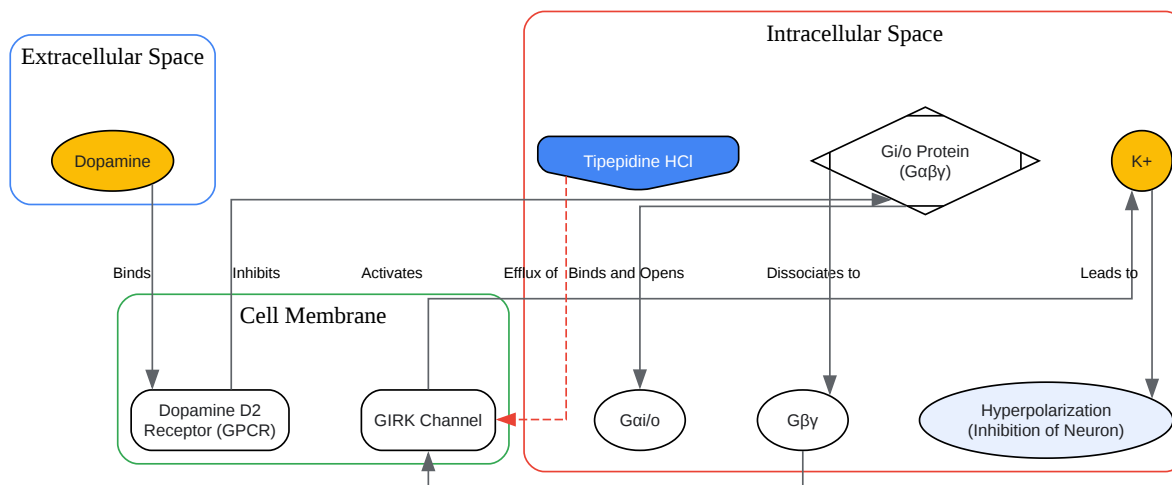 Intracellular Space
Extracellular Space
Dopamine
Tipepidine HCl
Gi/o Protein
(Gαβγ)
K+
Binds
Inhibits
Activates
Efflux of
Binds and Opens
Dissociates to
Leads to
Cell Membrane
Dopamine D2
Receptor (GPCR)
GIRK Channel
Gαi/o
Gβγ
Hyperpolarization
(Inhibition of Neuron)